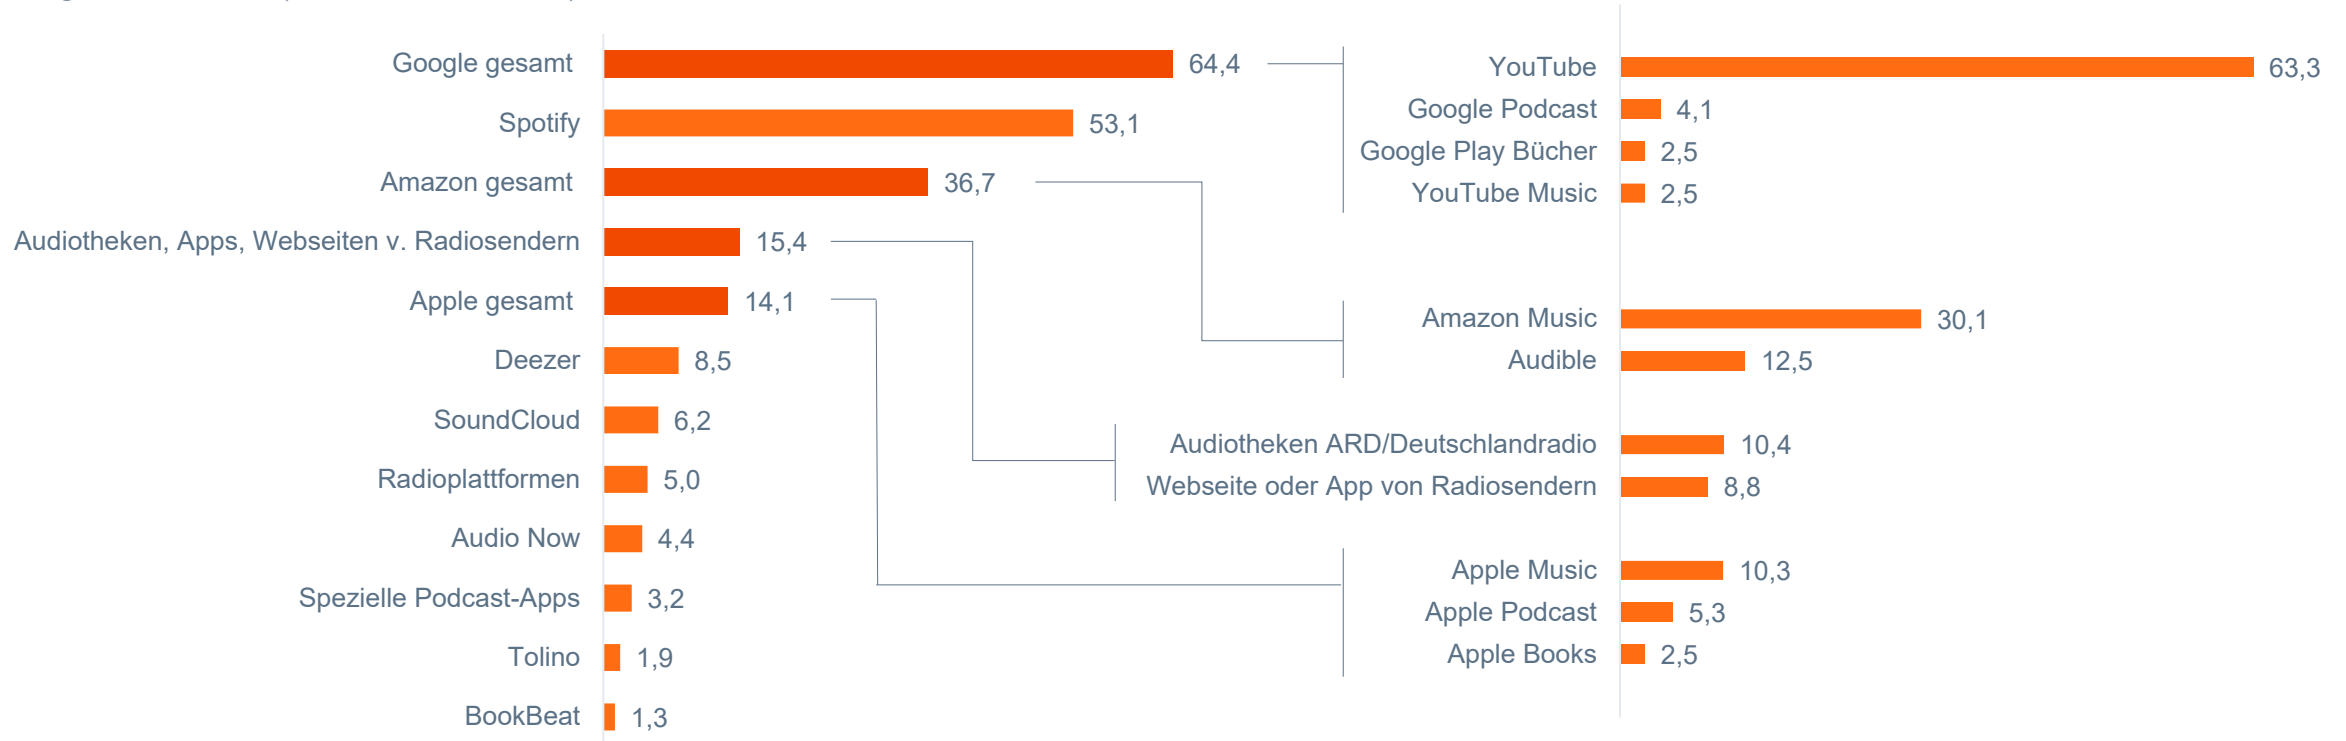 Google gesamt 64,4
Spotify 53,1
Amazon gesamt 36,7
Audiotheken, Apps, Webseiten v. Radiosendern 15,4
Apple gesamt 14,1
Deezer 8,5
SoundCloud 6,2
Radioplattformen 5,0
Audio Now 4,4
Spezielle Podcast-Apps 3,2
Tolino 1,9
BookBeat 1,3
YouTube 63,3
Google Podcast 4,1
Google Play Bücher 2,5
YouTube Music 2,5
Amazon Music 30,1
Audible 12,5
Audiotheken ARD/Deutschlandradio 10,4
Webseite oder App von Radiosendern 8,8
Apple Music 10,3
Apple Podcast 5,3
Apple Books 2,5